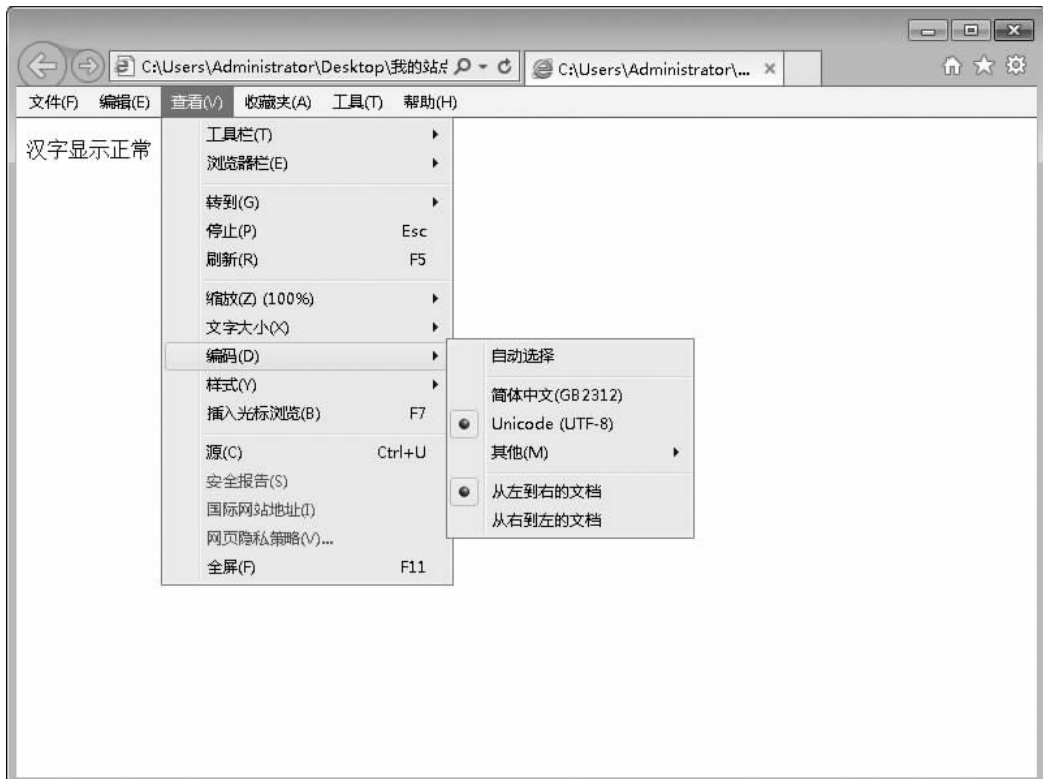 C:\Users\Administrator\Desktop\我的站点
C:\Users\Administrator\...
文件(F) 编辑(E) 查看(V) 收藏夹(A) 工具(T) 帮助(H)
汉字显示正常
工具栏(T)
浏览器栏(E)
转到(G)
停止(P) Esc
刷新(R) F5
缩放(Z) (100%)
文字大小(X)
编码(D)
样式(Y)
插入光标浏览(B) F7
源(C) Ctrl+U
安全报告(S)
国际网站地址(I)
网页隐私策略(V)...
全屏(F) F11
自动选择
简体中文(GB2312)
Unicode (UTF-8)
其他(M)
从左到右的文档
从右到左的文档